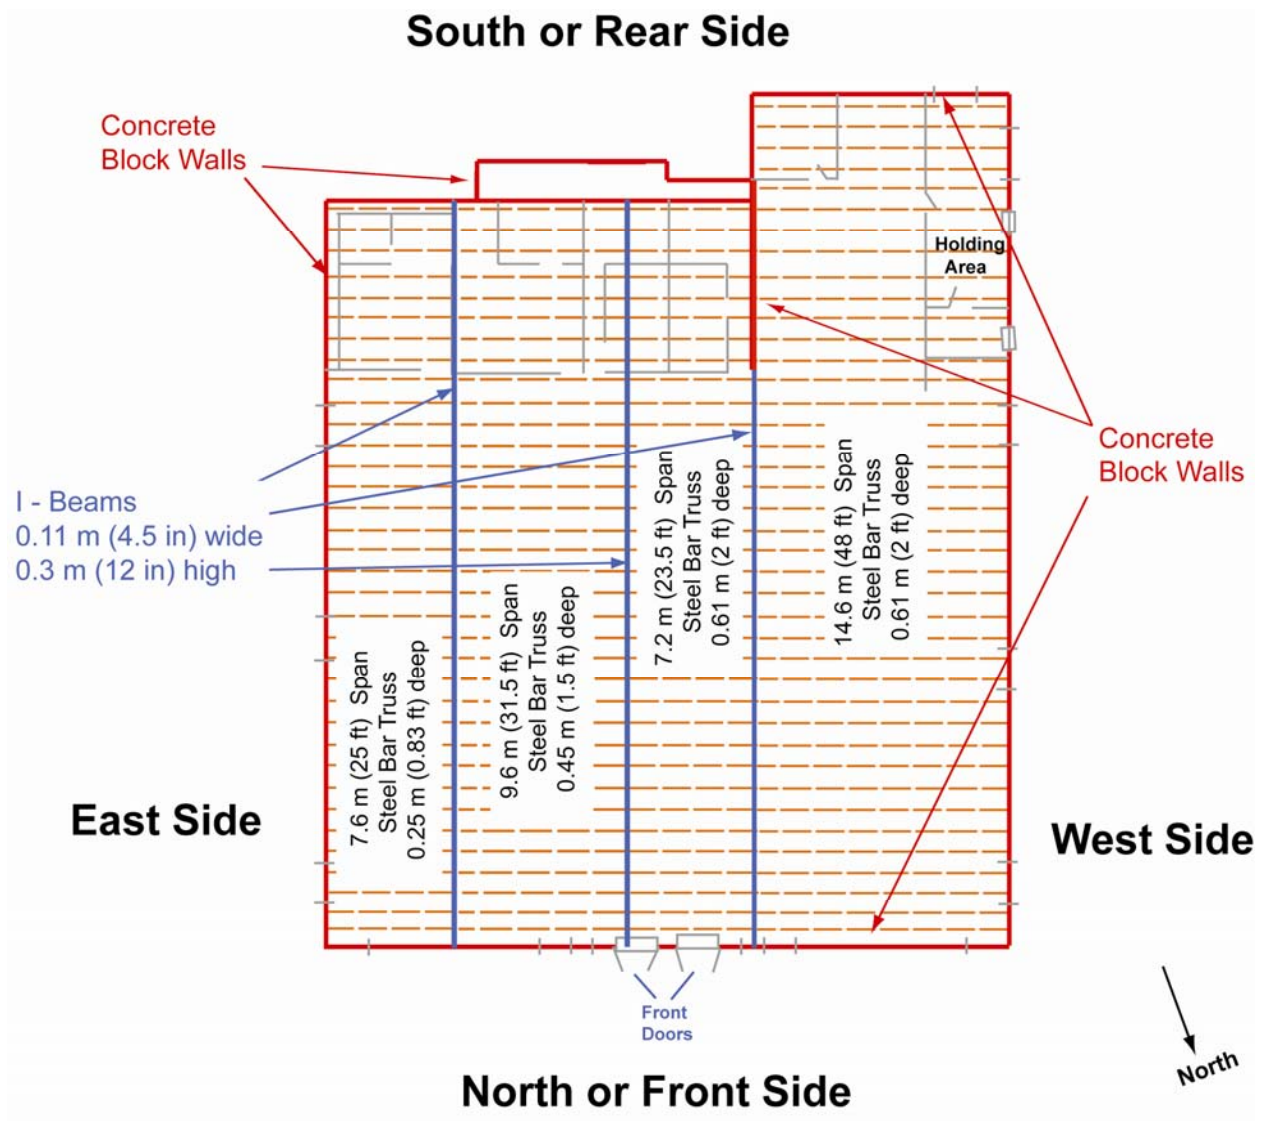 South or Rear Side
Concrete
Block Walls
Holding
Area
Concrete
Block Walls
I - Beams
0.11 m (4.5 in) wide
0.3 m (12 in) high
7.6 m (25 ft)  Span
Steel Bar Truss
0.25 m (0.83 ft) deep
9.6 m (31.5 ft)  Span
Steel Bar Truss
0.45 m (1.5 ft) deep
7.2 m (23.5 ft)  Span
Steel Bar Truss
0.61 m (2 ft) deep
14.6 m (48 ft)  Span
Steel Bar Truss
0.61 m (2 ft) deep
East Side
West Side
Front
Doors
North
North or Front Side